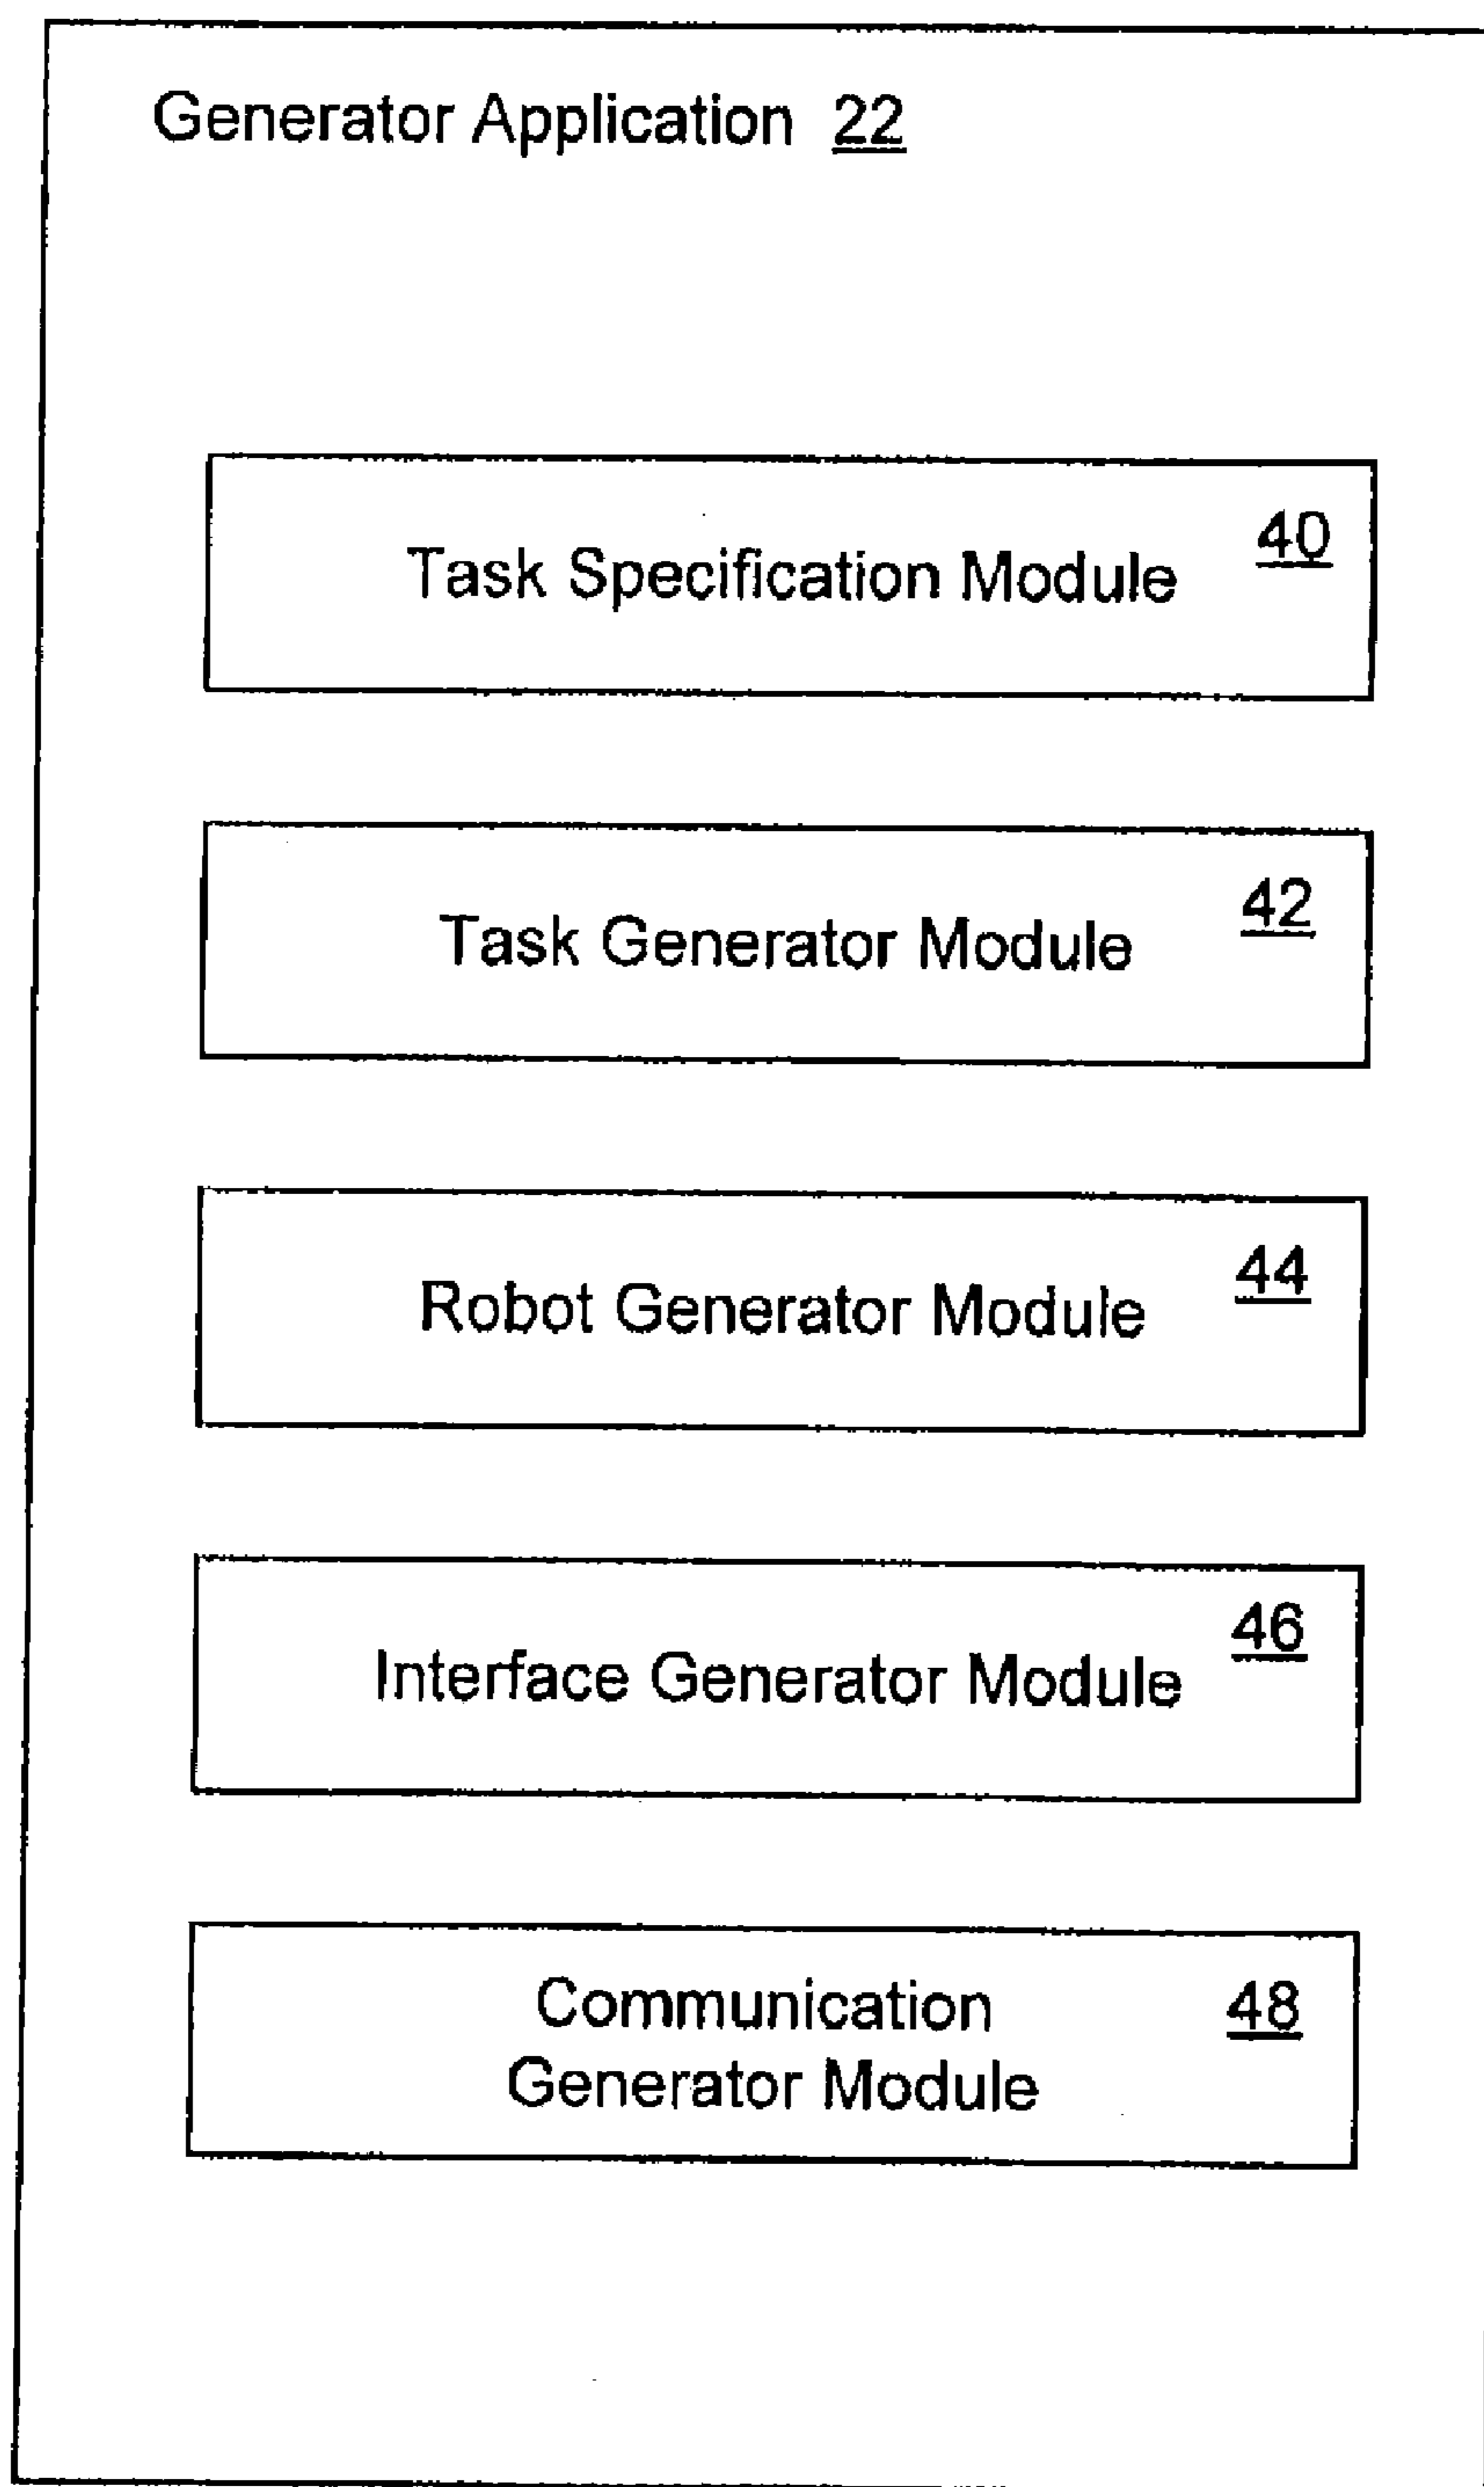 Generator Application 22
Task Specification Module 40
Task Generator Module 42
Robot Generator Module 44
Interface Generator Module 46
Communication 48
Generator Module